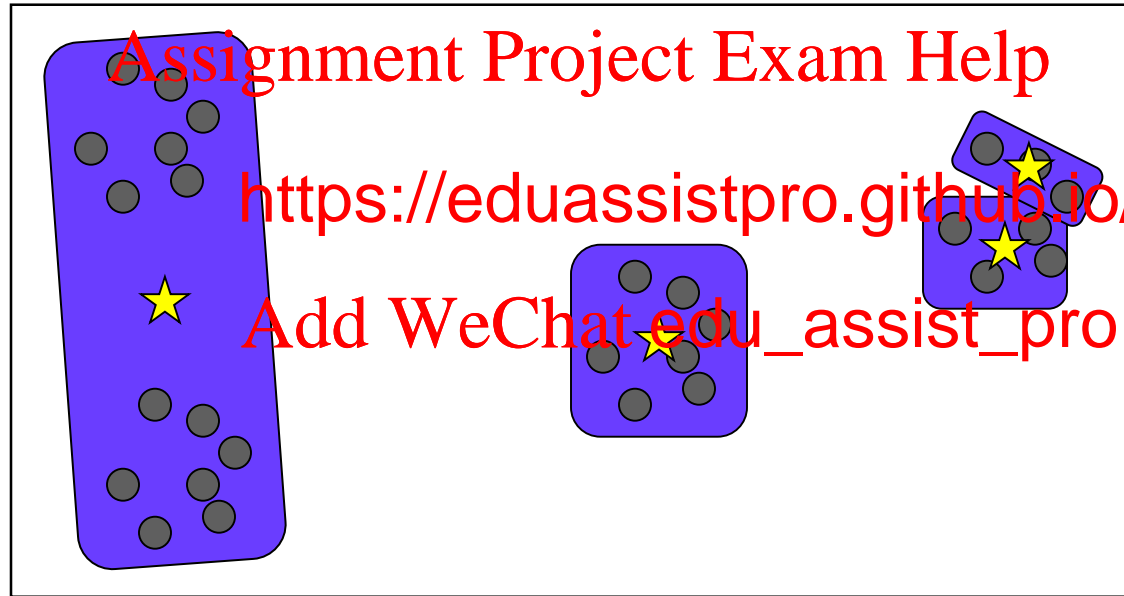 Assignment Project Exam Help
https://eduassistpro.github.io/
Add WeChat edu_assist_pro